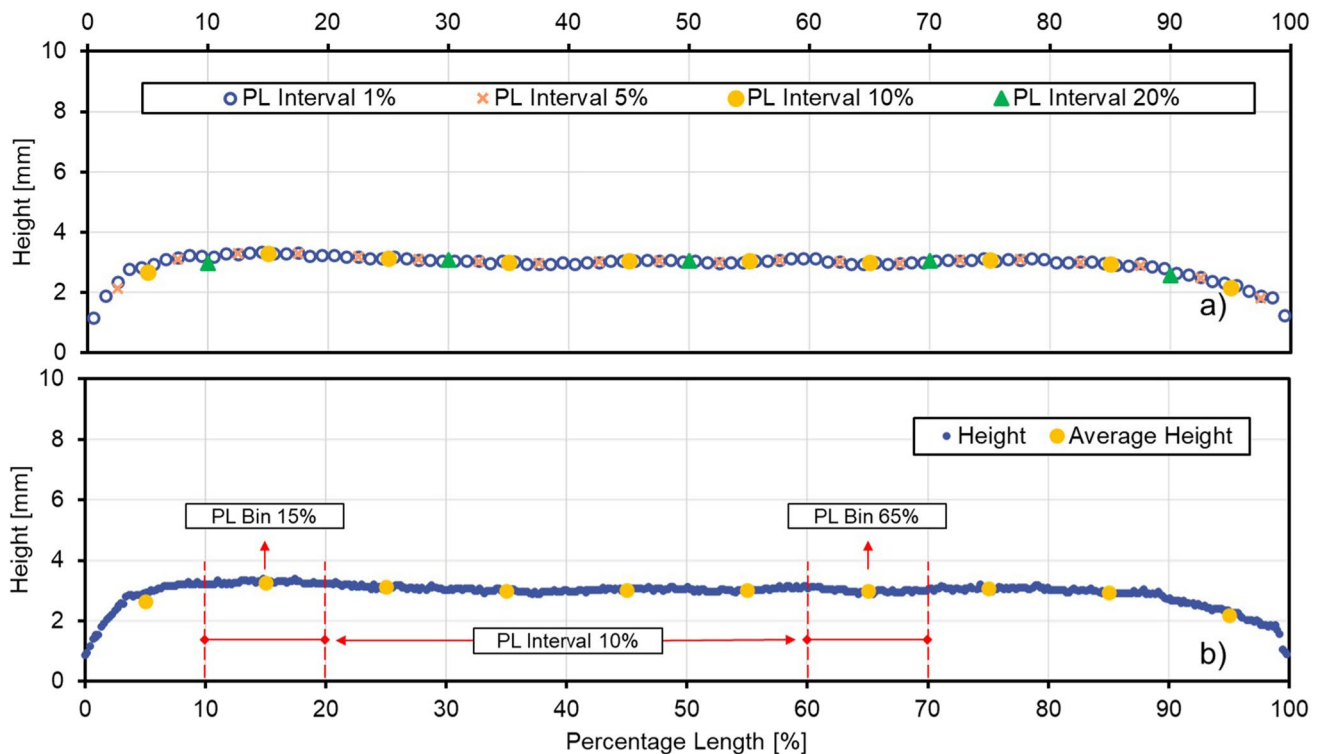 0 10 20 30 40 50 60 70 80 90 100
10
PL Interval 1% PL Interval 5% PL Interval 10% PL Interval 20%
8
6
4
2
0
Height [mm]
a)
10
Height Average Height
8
6
PL Bin 15% PL Bin 65%
4
2
PL Interval 10%
0
Height [mm]
b)
0 10 20 30 40 50 60 70 80 90 100
Percentage Length [%]